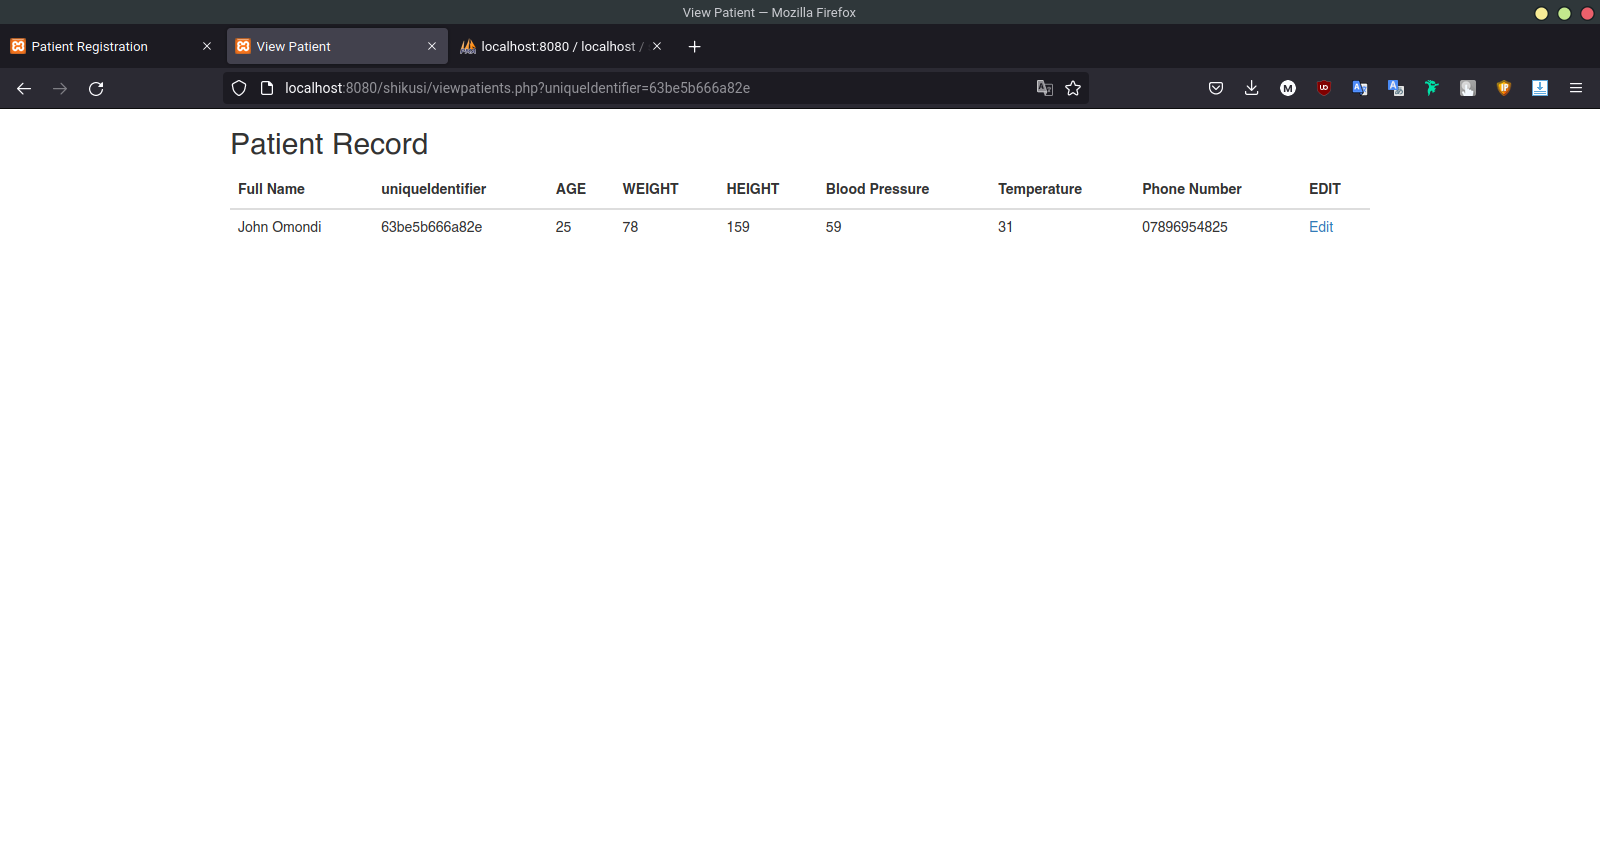 View Patient — Mozilla Firefox
Patient Registration
View Patient
localhost:8080 / localhost /
localhost:8080/shikusi/viewpatients.php?uniqueIdentifier=63be5b666a82e
Patient Record
Full Name uniqueIdentifier AGE WEIGHT HEIGHT Blood Pressure Temperature Phone Number EDIT
John Omondi 63be5b666a82e 25 78 159 59 31 07896954825 Edit